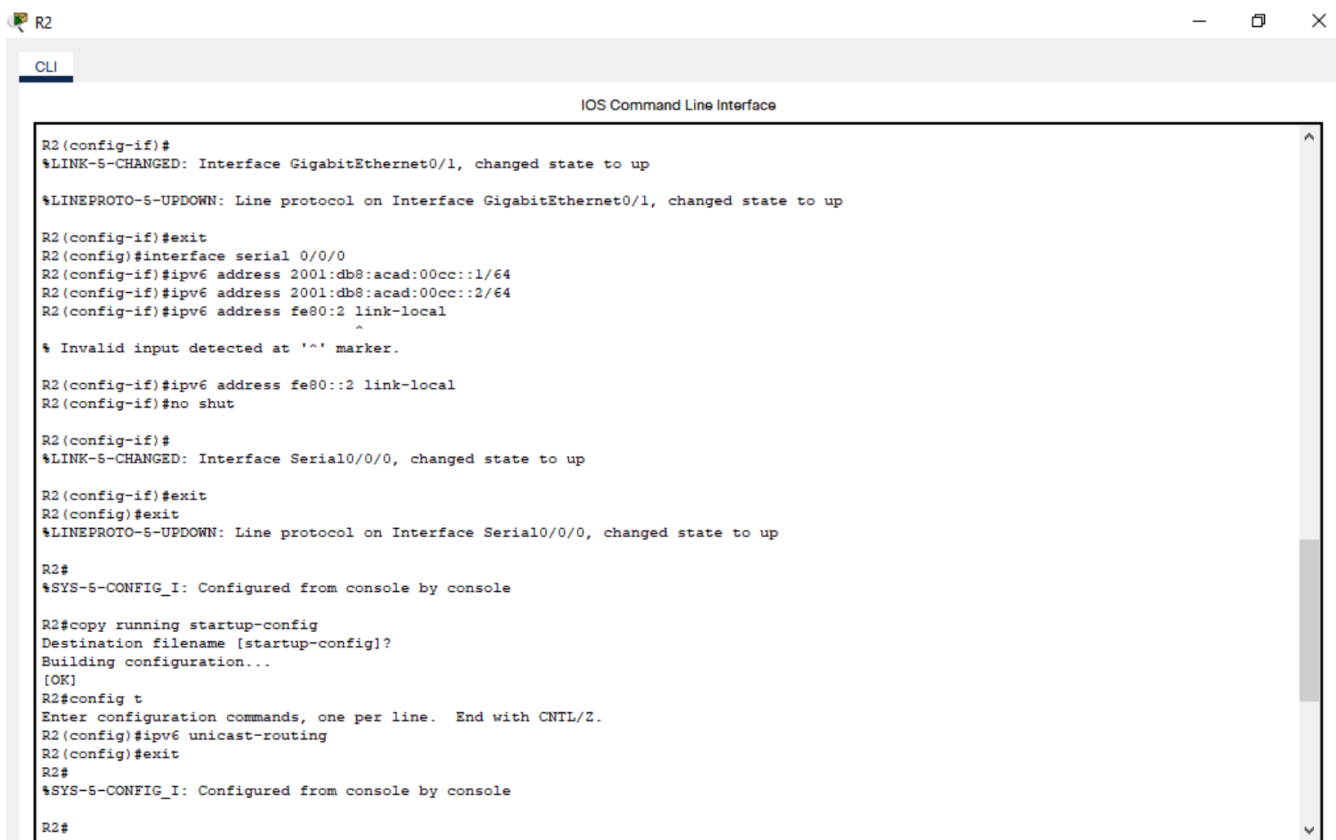 R2
CLI
IOS Command Line Interface
R2(config-if)#
%LINK-5-CHANGED: Interface GigabitEthernet0/1, changed state to up
%LINEPROTO-5-UPDOWN: Line protocol on Interface GigabitEthernet0/1, changed state to up
R2(config-if)#exit
R2(config)#interface serial 0/0/0
R2(config-if)#ipv6 address 2001:db8:acad:00cc::1/64
R2(config-if)#ipv6 address 2001:db8:acad:00cc::2/64
R2(config-if)#ipv6 address fe80:2 link-local
^
% Invalid input detected at '^' marker.
R2(config-if)#ipv6 address fe80::2 link-local
R2(config-if)#no shut
R2(config-if)#
%LINK-5-CHANGED: Interface Serial0/0/0, changed state to up
R2(config-if)#exit
R2(config)#exit
%LINEPROTO-5-UPDOWN: Line protocol on Interface Serial0/0/0, changed state to up
R2#
%SYS-5-CONFIG_I: Configured from console by console
R2#copy running startup-config
Destination filename [startup-config]?
Building configuration...
[OK]
R2#config t
Enter configuration commands, one per line.  End with CNTL/Z.
R2(config)#ipv6 unicast-routing
R2(config)#exit
R2#
%SYS-5-CONFIG_I: Configured from console by console
R2#